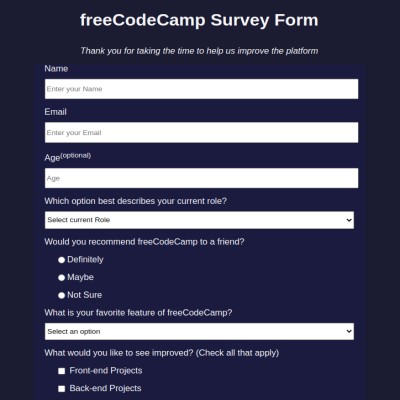 freeCodeCamp Survey Form
Thank you for taking the time to help us improve the platform
Name
Enter your Name
Email
Enter your Email
Age(optional)
Age
Which option best describes your current role?
Select current Role
Would you recommend freeCodeCamp to a friend?
Definitely
Maybe
Not Sure
What is your favorite feature of freeCodeCamp?
Select an option
What would you like to see improved? (Check all that apply)
Front-end Projects
Back-end Projects